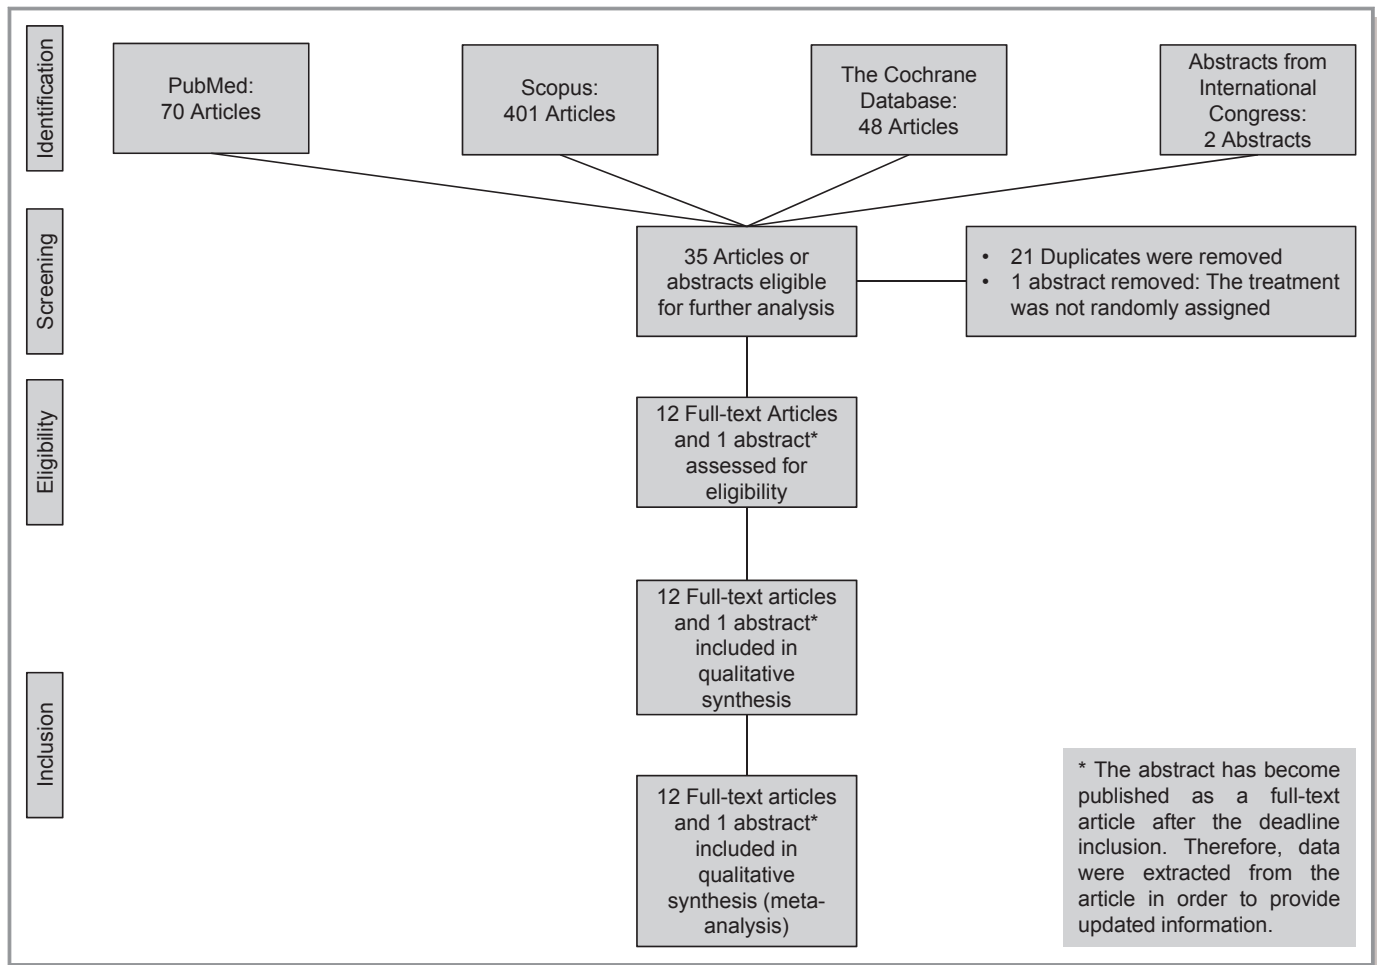 Identification
PubMed:
70 Articles
Scopus:
401 Articles
The Cochrane
Database:
48 Articles
Abstracts from
International
Congress:
2 Abstracts
Screening
35 Articles or
abstracts eligible
for further analysis
• 21 Duplicates were removed
• 1 abstract removed: The treatment
was not randomly assigned
Eligibility
12 Full-text Articles
and 1 abstract*
assessed for
eligibility
Inclusion
12 Full-text articles
and 1 abstract*
included in
qualitative
synthesis
12 Full-text articles
and 1 abstract*
included in
qualitative
synthesis (meta-
analysis)
* The abstract has become
published as a full-text
article after the deadline
inclusion. Therefore, data
were extracted from the
article in order to provide
updated information.